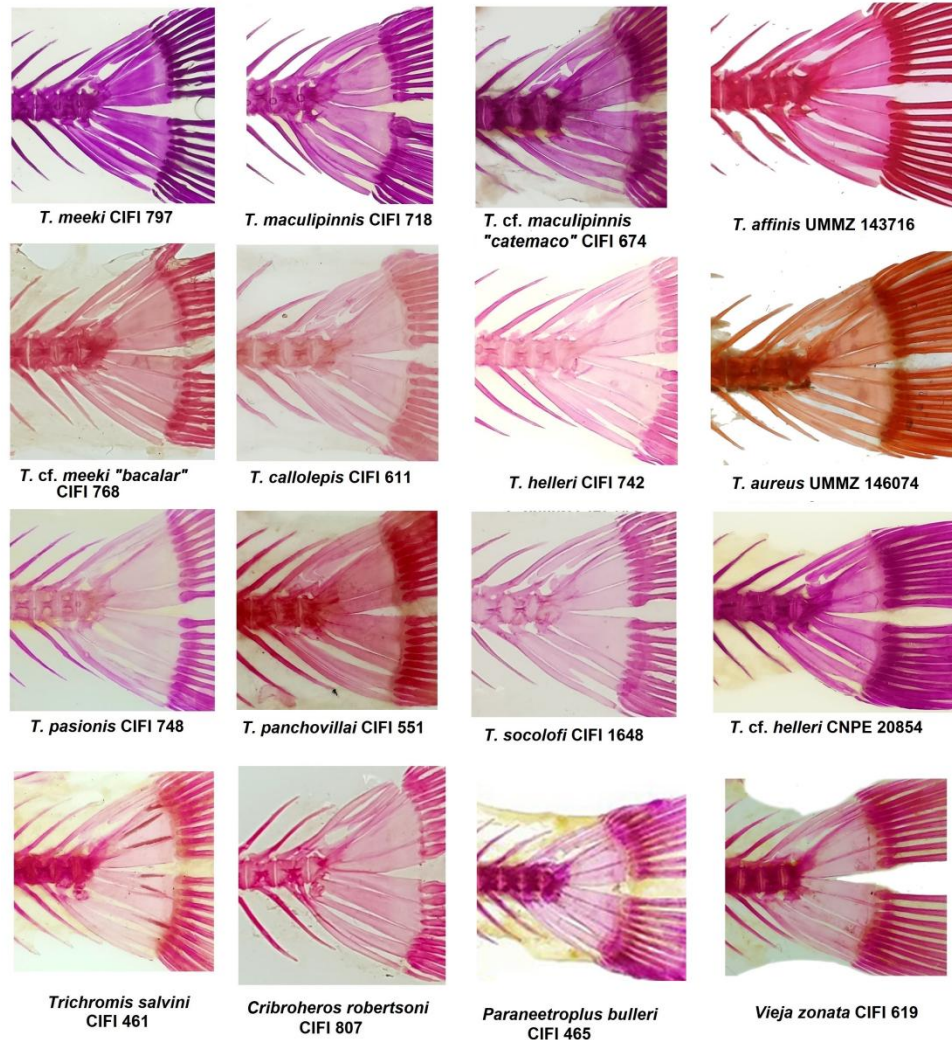 T. meeki CIFI 797
T. maculipinnis CIFI 718
T. cf. maculipinnis
"catemaco" CIFI 674
T. affinis UMMZ 143716
T. cf. meeki "bacalar"
CIFI 768
T. callolepis CIFI 611
T. helleri CIFI 742
T. aureus UMMZ 146074
T. pasionis CIFI 748
T. panchovillai CIFI 551
T. socolofi CIFI 1648
T. cf. helleri CNPE 20854
Trichromis salvini
CIFI 461
Cribroheros robertsoni
CIFI 807
Paraneetroplus bulleri
CIFI 465
Vieja zonata CIFI 619